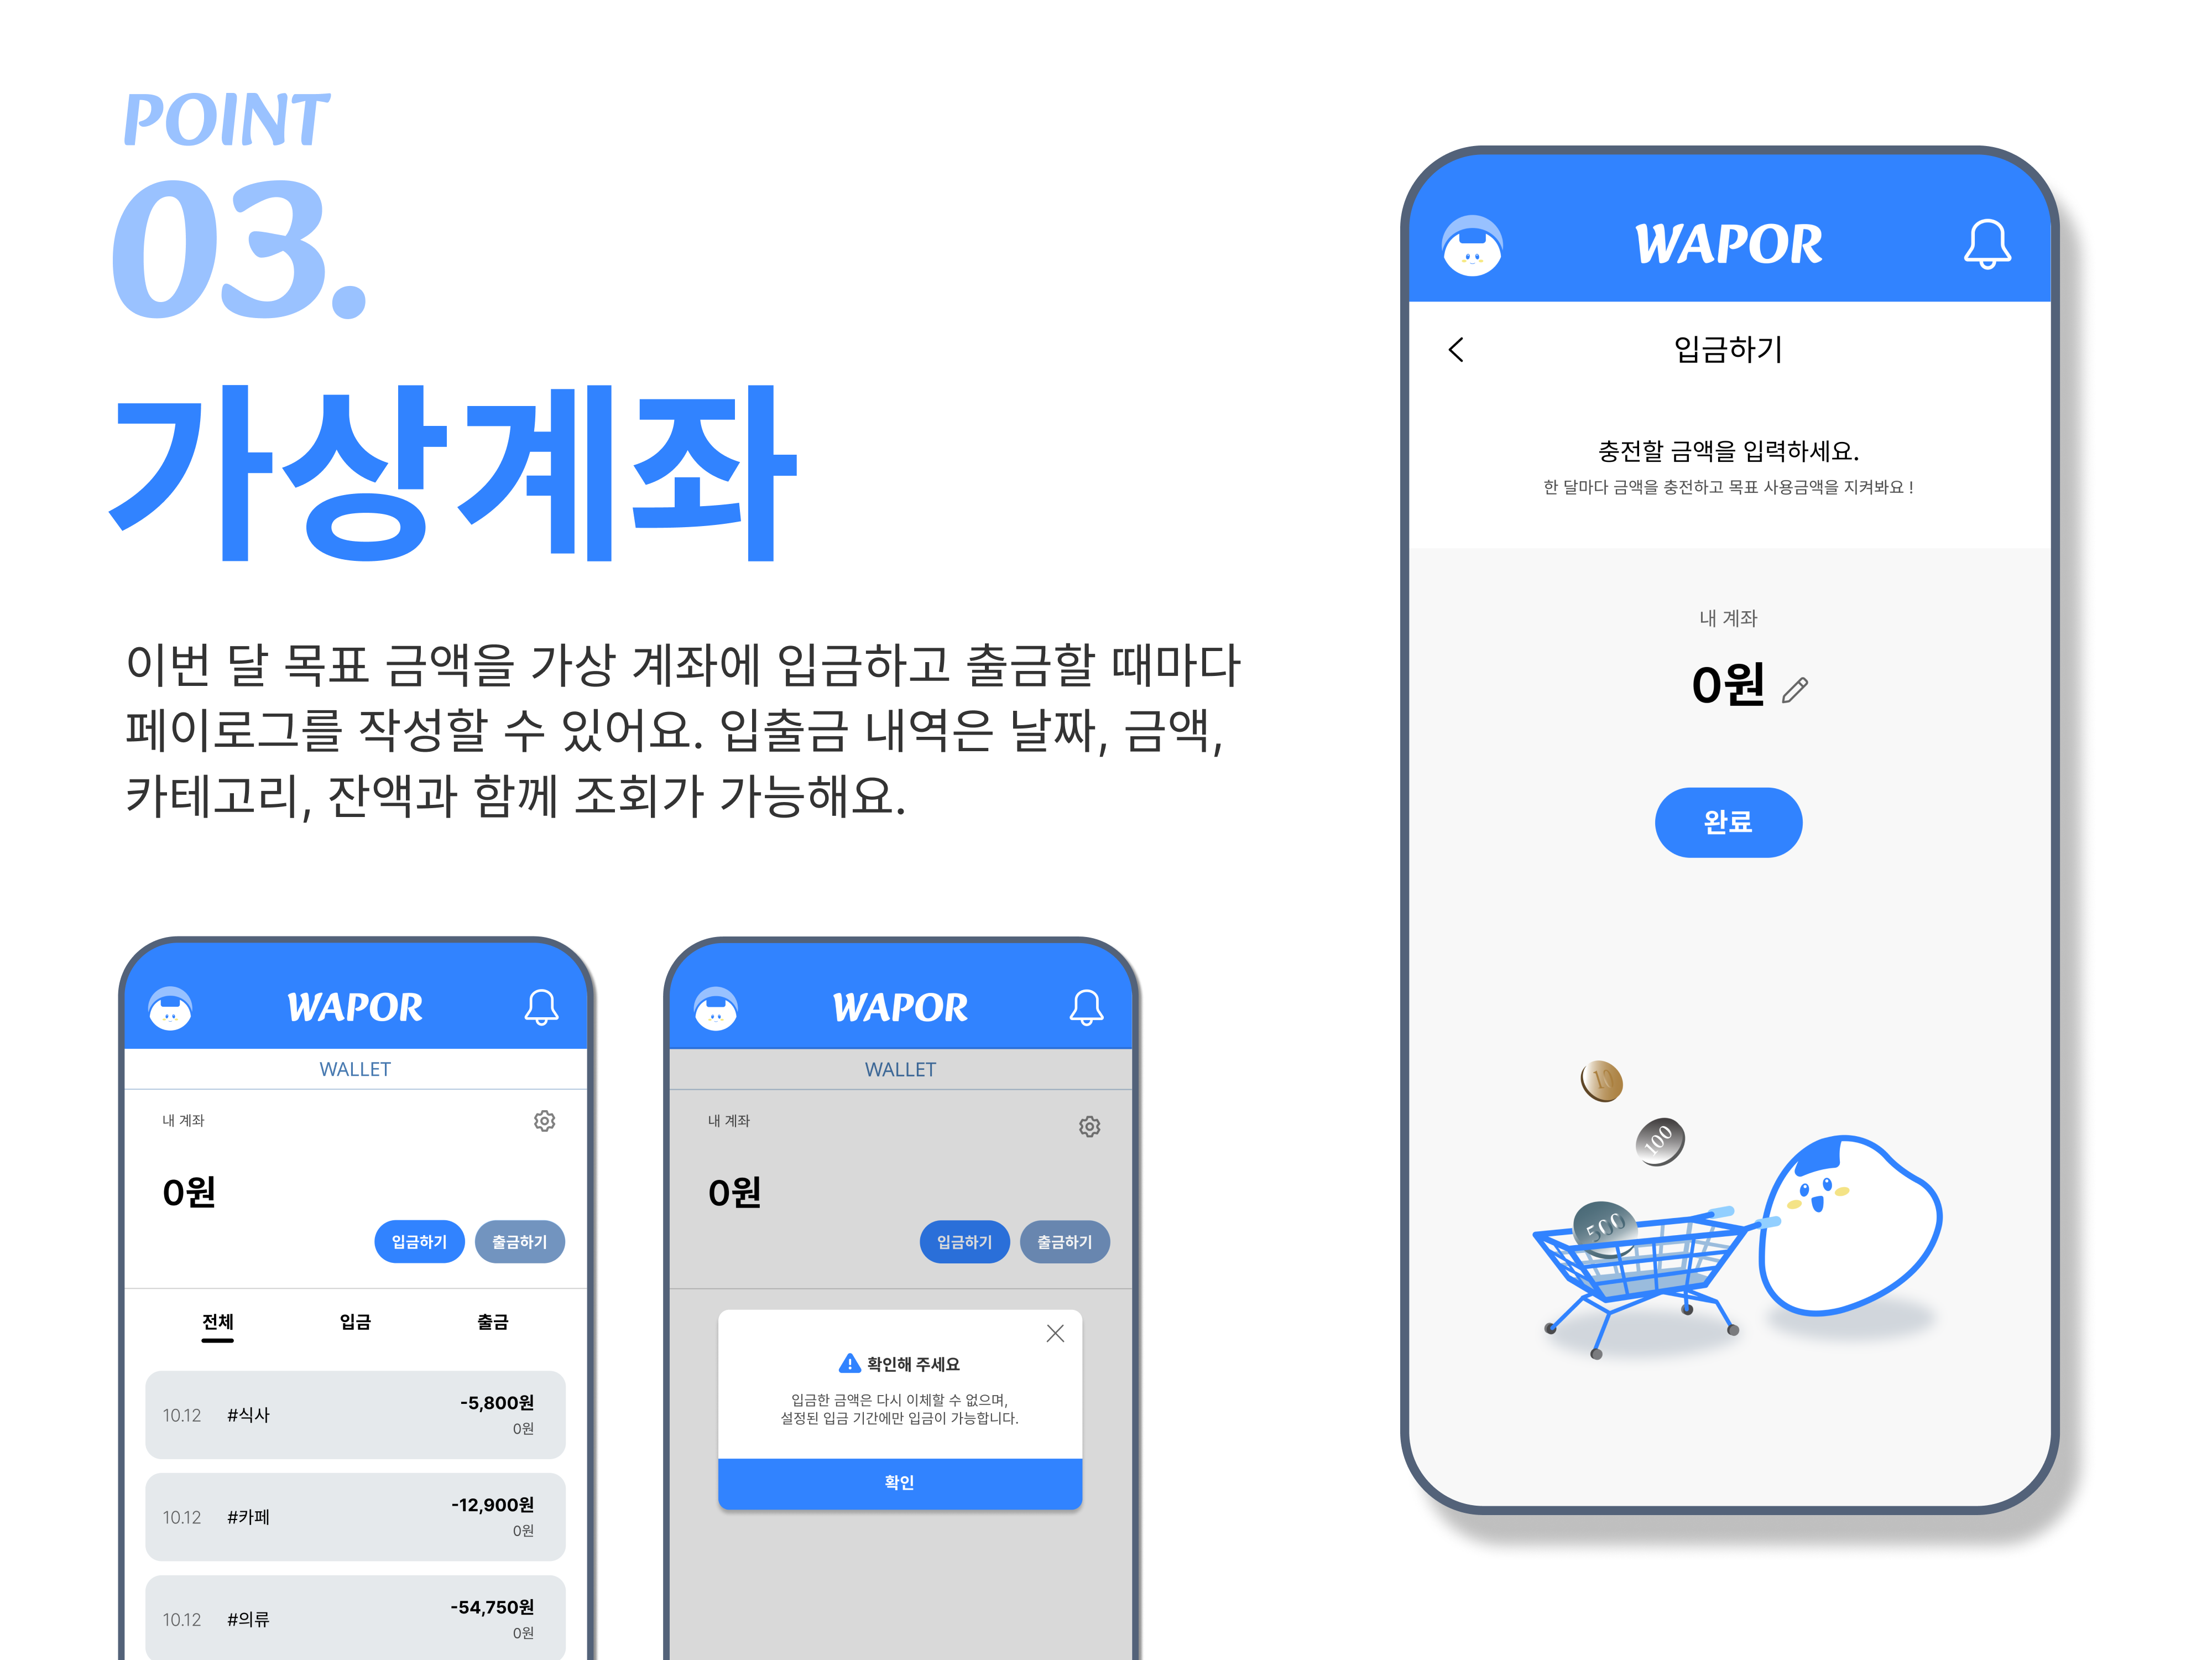 POINT
03.
가상계좌
이번 달 목표 금액을 가상 계좌에 입금하고 출금할 때마다
페이로그를 작성할 수 있어요. 입출금 내역은 날짜, 금액,
카테고리, 잔액과 함께 조회가 가능해요.
WAPOR
WALLET
내 계좌
0원
입금하기 출금하기
전체 입금 출금
10.12 #식사 -5,800원
0원
10.12 #카페 -12,900원
0원
10.12 #의류 -54,750원
0원
WAPOR
WALLET
내 계좌
0원
입금하기 출금하기
확인해 주세요
입금한 금액은 다시 이체할 수 없으며,
설정된 입금 기간에만 입금이 가능합니다.
확인
WAPOR
입금하기
충전할 금액을 입력하세요.
한 달마다 금액을 충전하고 목표 사용금액을 지켜봐요 !
내 계좌
0원
완료
10
100
500